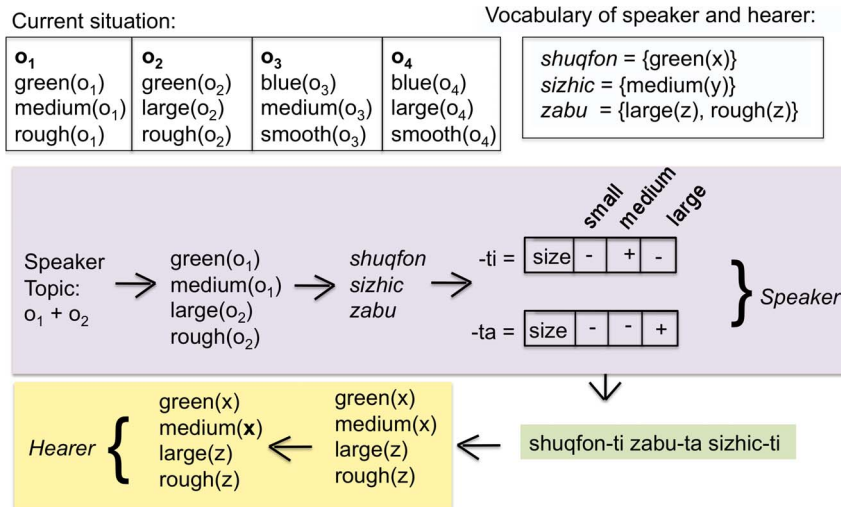 Current situation:
Vocabulary of speaker and hearer:
o₁
green(o₁)
medium(o₁)
rough(o₁)
o₂
green(o₂)
large(o₂)
rough(o₂)
o₃
blue(o₃)
medium(o₃)
smooth(o₃)
o₄
blue(o₄)
large(o₄)
smooth(o₄)
shuqfon = {green(x)}
sizhic = {medium(y)}
zabu = {large(z), rough(z)}
Speaker
Topic:
o₁ + o₂
green(o₁)
medium(o₁)
large(o₂)
rough(o₂)
shuqfon
sizhic
zabu
small
medium
large
-ti = size - + -
-ta = size - - +
} Speaker
Hearer {
green(x)
medium(x)
large(z)
rough(z)
green(x)
medium(x)
large(z)
rough(z)
shuqfon-ti zabu-ta sizhic-ti